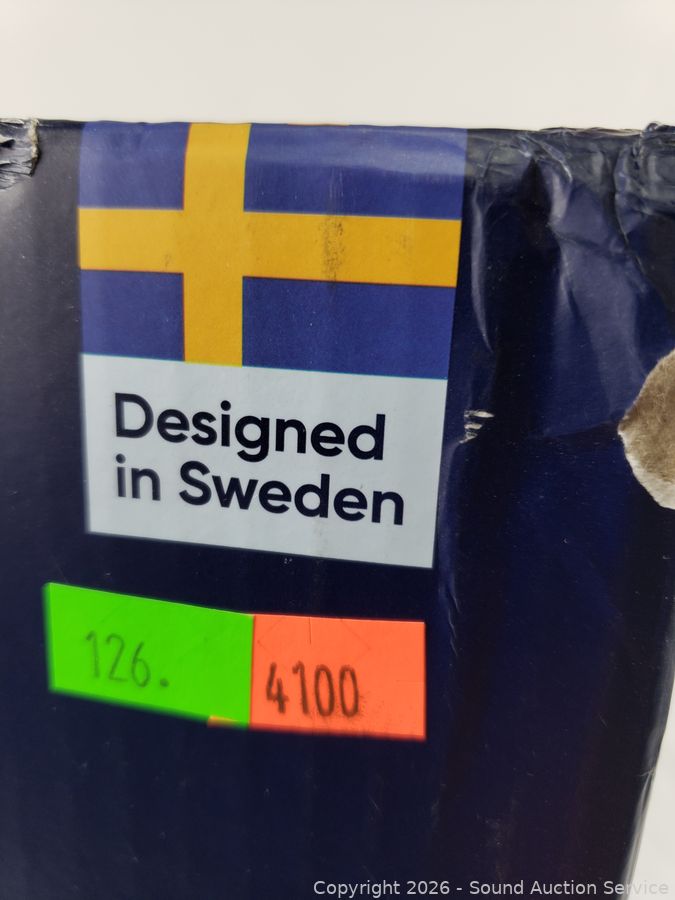 Designed
in Sweden
126.
4100
Copyright 2026 - Sound Auction Service